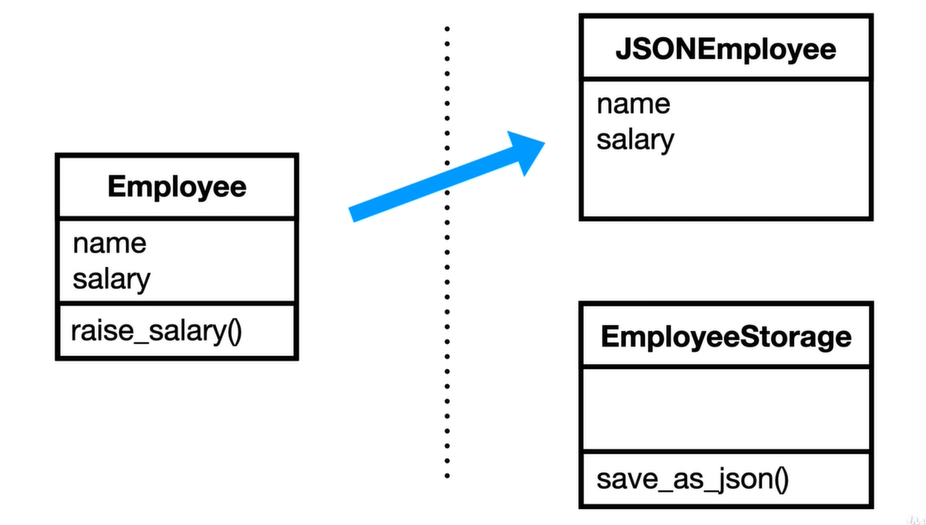 Employee
name
salary
raise_salary()
JSONEmployee
name
salary
EmployeeStorage
save_as_json()